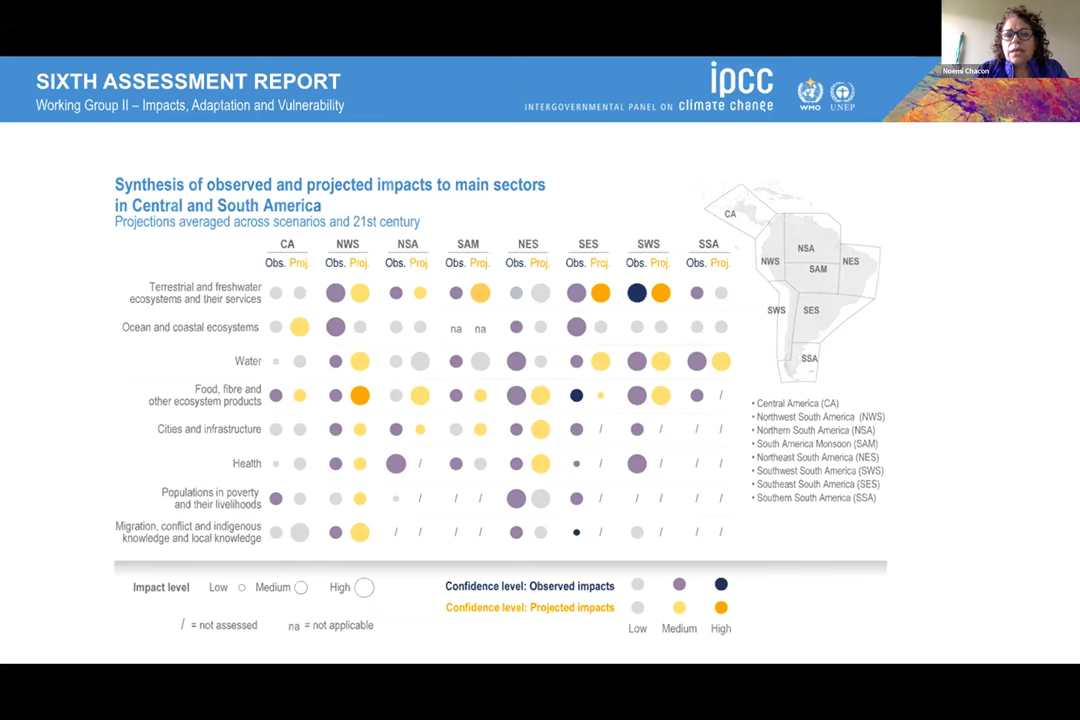 Noemi Chacon
SIXTH ASSESSMENT REPORT
Working Group II – Impacts, Adaptation and Vulnerability
ipcc
INTERGOVERNMENTAL PANEL ON climate change
WMO UNEP
Synthesis of observed and projected impacts to main sectors
in Central and South America
Projections averaged across scenarios and 21st century
CA NWS NSA SAM NES SES SWS SSA
Obs. Proj. Obs. Proj. Obs. Proj. Obs. Proj. Obs. Proj. Obs. Proj. Obs. Proj. Obs. Proj.
Terrestrial and freshwater
ecosystems and their services
Ocean and coastal ecosystems na na
Water
Food, fibre and
other ecosystem products /
Cities and infrastructure / / / /
Health / / / / /
Populations in poverty
and their livelihoods / / / / / / / /
Migration, conflict and indigenous
knowledge and local knowledge / / / / / / / /
CA
NSA
NWS
SAM
NES
SWS
SES
SSA
• Central America (CA)
• Northwest South America (NWS)
• Northern South America (NSA)
• South America Monsoon (SAM)
• Northeast South America (NES)
• Southwest South America (SWS)
• Southeast South America (SES)
• Southern South America (SSA)
Impact level Low Medium High
/ = not assessed na = not applicable
Confidence level: Observed impacts
Confidence level: Projected impacts
Low Medium High